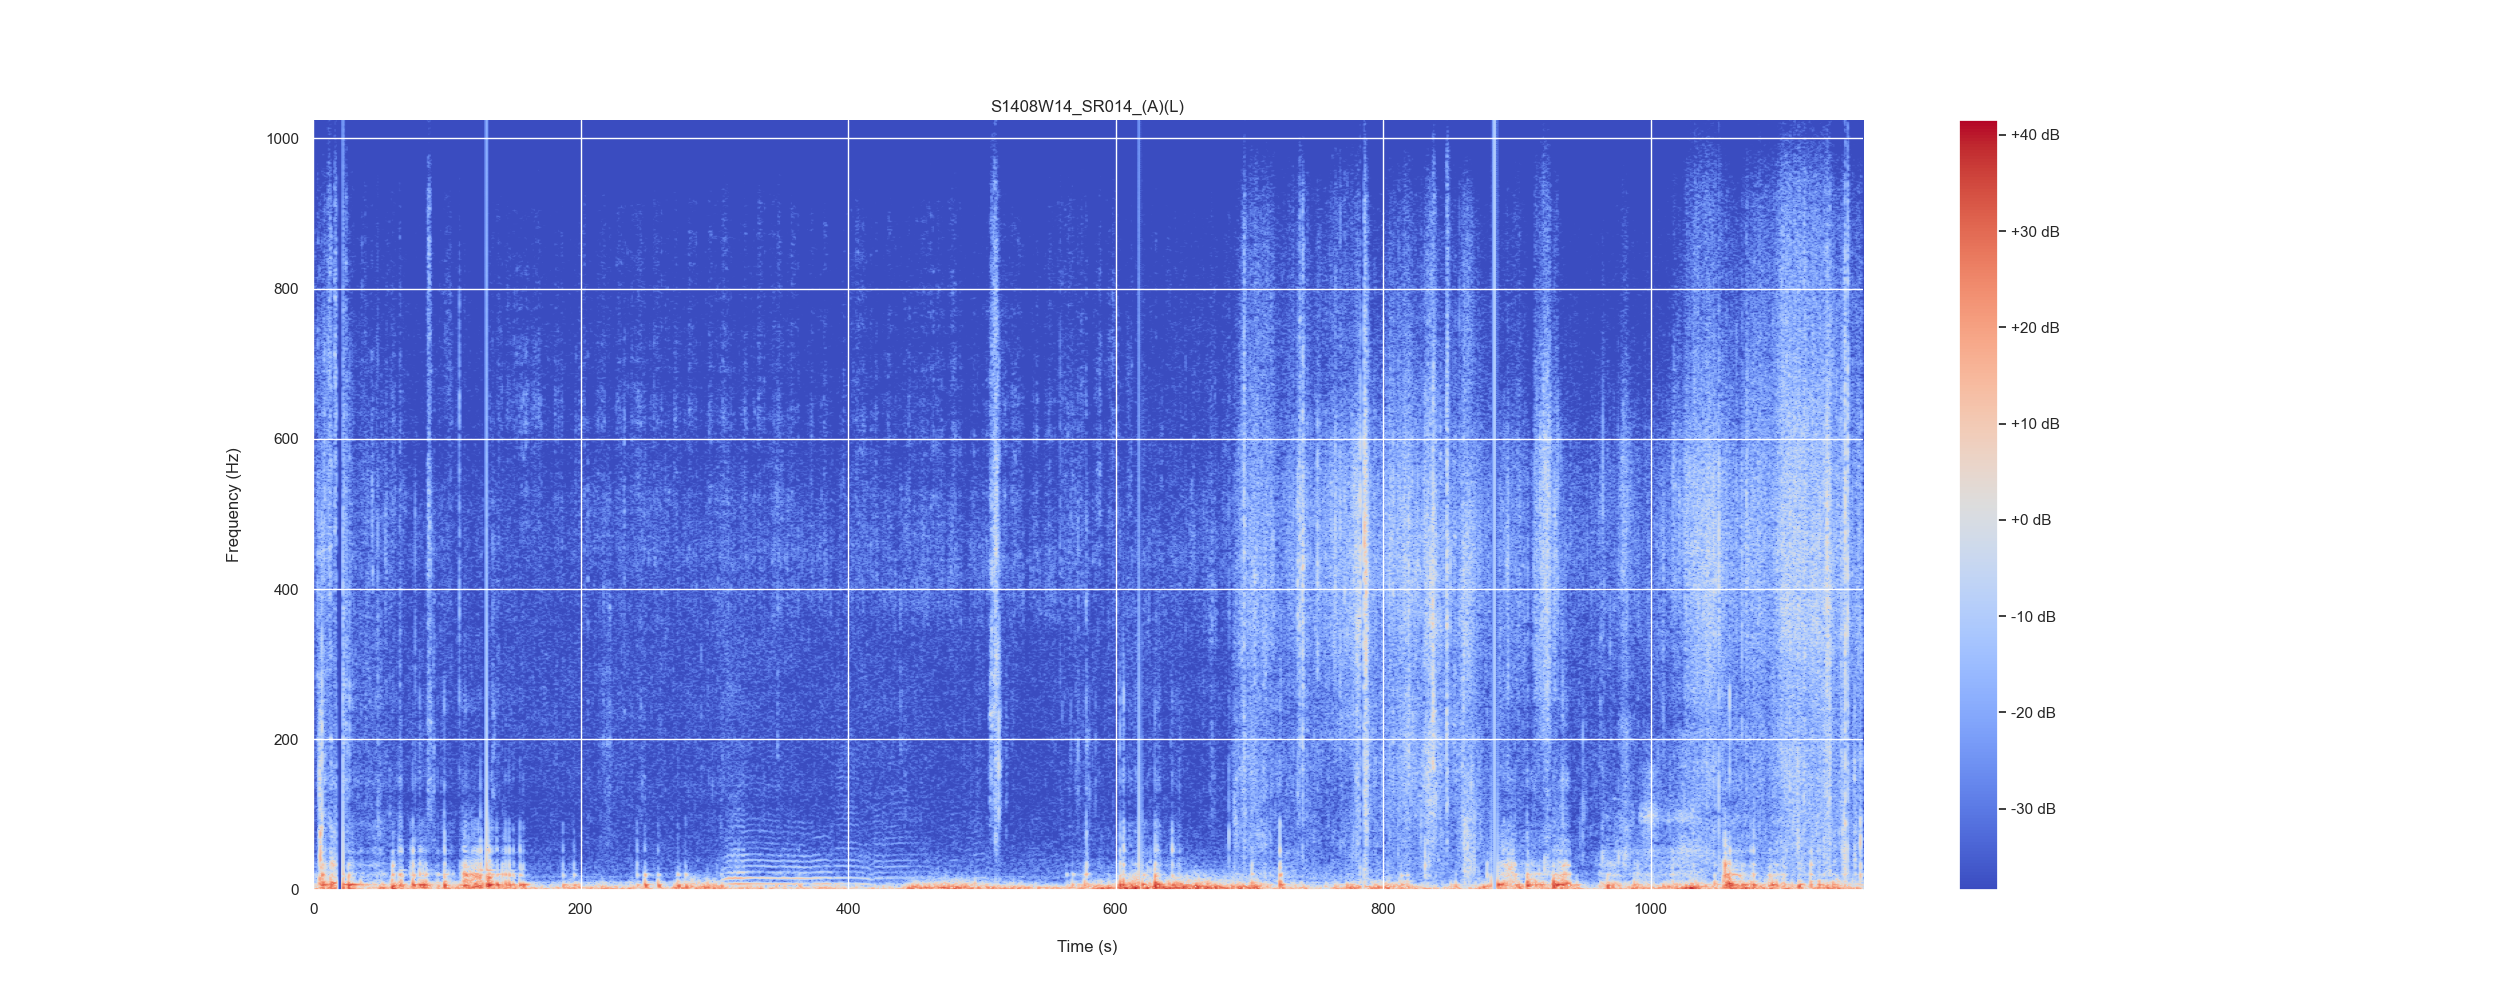 S1408W14_SR014_(A)(L)
1000
800
600
400
200
0
Frequency (Hz)
0
200
400
600
800
1000
Time (s)
+40 dB
+30 dB
+20 dB
+10 dB
+0 dB
-10 dB
-20 dB
-30 dB